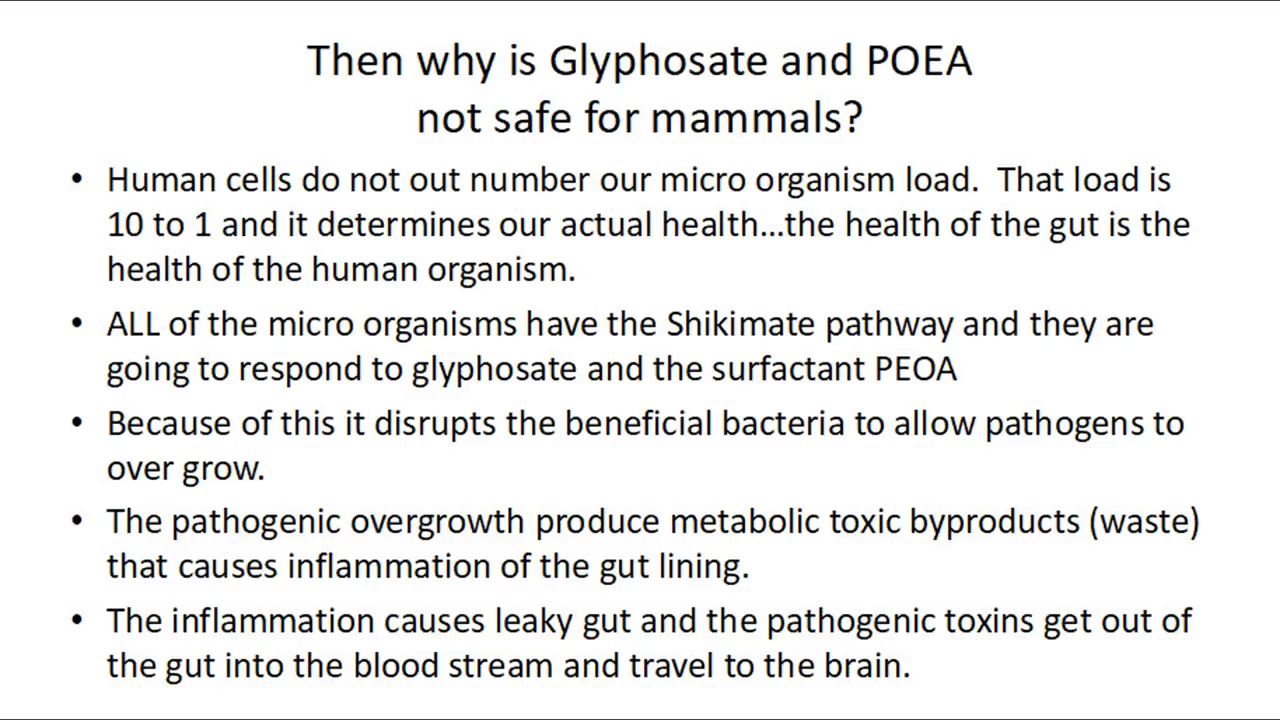 Then why is Glyphosate and POEA
not safe for mammals?
• Human cells do not out number our micro organism load.  That load is
10 to 1 and it determines our actual health...the health of the gut is the
health of the human organism.
• ALL of the micro organisms have the Shikimate pathway and they are
going to respond to glyphosate and the surfactant PEOA
• Because of this it disrupts the beneficial bacteria to allow pathogens to
over grow.
• The pathogenic overgrowth produce metabolic toxic byproducts (waste)
that causes inflammation of the gut lining.
• The inflammation causes leaky gut and the pathogenic toxins get out of
the gut into the blood stream and travel to the brain.